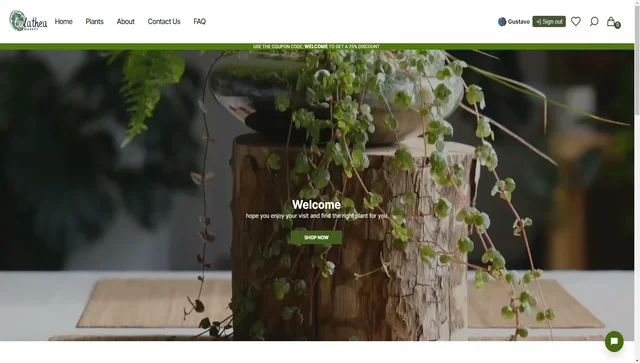 Calathea
MARKET
Home
Plants
About
Contact Us
FAQ
Gustavo
Sign out
0
USE THE COUPON CODE: WELCOME TO GET A 25% DISCOUNT
Welcome
hope you enjoy your visit and find the right plant for you.
SHOP NOW